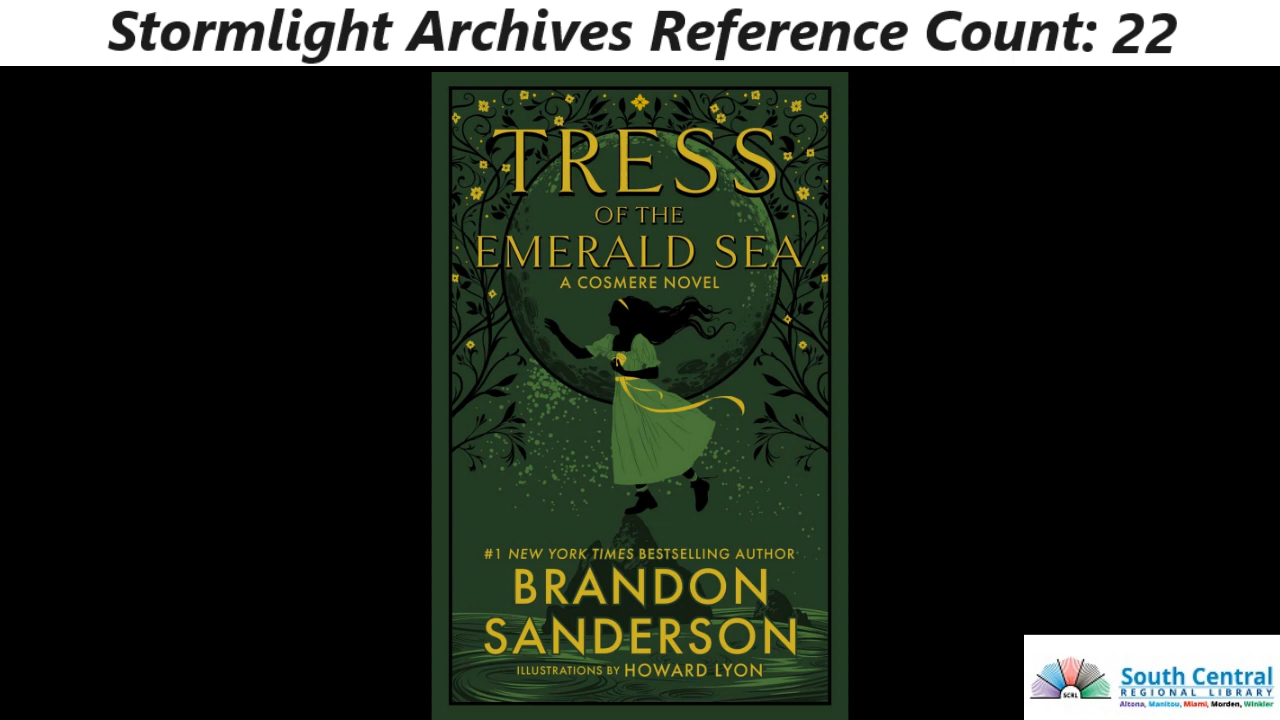 Stormlight Archives Reference Count: 22
TRESS
OF THE
EMERALD SEA
A COSMERE NOVEL
#1 NEW YORK TIMES BESTSELLING AUTHOR
BRANDON
SANDERSON
ILLUSTRATIONS BY HOWARD LYON
SCRL
South Central
REGIONAL LIBRARY
Altona, Manitou, Miami, Morden, Winkler